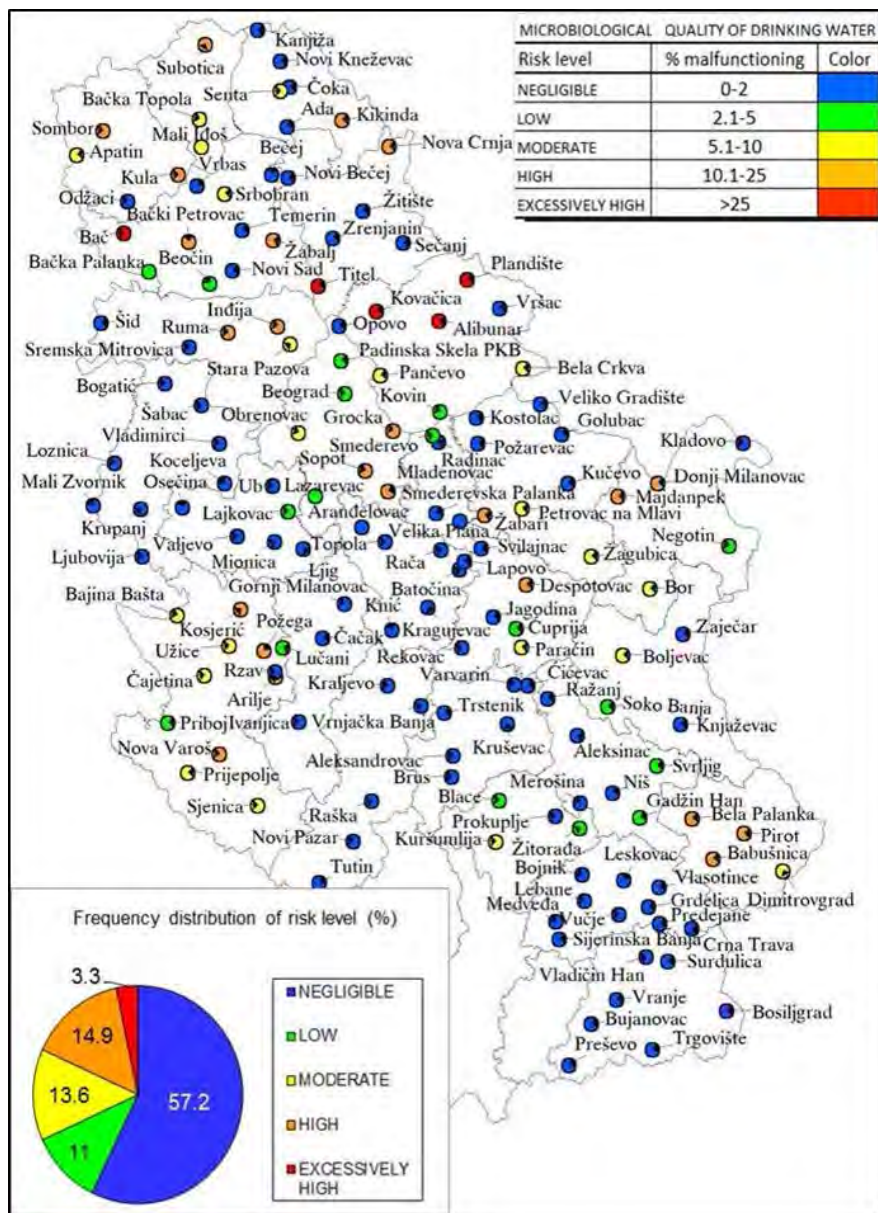 MICROBIOLOGICAL QUALITY OF DRINKING WATER
Risk level % malfunctioning Color
NEGLIGIBLE 0-2
LOW 2.1-5
MODERATE 5.1-10
HIGH 10.1-25
EXCESSIVELY HIGH >25
Kanjiža
Subotica
Novi Kneževac
Čoka
Bačka Topola
Senta
Ada
Kikinda
Sombor
Mali Iđoš
Apatin
Vrbas
Bečej
Nova Crnja
Kula
Novi Bečej
Odžaci
Srbobran
Žitište
Bački Petrovac
Temerin
Bač
Zrenjanin
Beočin
Žabalj
Sečanj
Bačka Palanka
Novi Sad
Titel
Plandište
Kovačica
Inđija
Vršac
Šid
Ruma
Opovo
Alibunar
Sremska Mitrovica
Padinska Skela PKB
Stara Pazova
Pančevo
Bela Crkva
Bogatić
Beograd
Kovin
Veliko Gradište
Šabac
Obrenovac
Grocka
Kostolac
Golubac
Vladimirci
Smederevo
Požarevac
Kladovo
Loznica
Koceljeva
Radinac
Sopot
Mladenovac
Kučevo
Donji Milanovac
Mali Zvornik
Osečina
Ub
Lazarevac
Smederevska Palanka
Majdanpek
Krupanj
Lajkovac
Aranđelovac
Petrovac na Mlavi
Negotin
Velika Plana
Žabari
Ljubovija
Valjevo
Topola
Svilajnac
Žagubica
Mionica
Rača
Lapovo
Ljig
Bajina Bašta
Gornji Milanovac
Batočina
Despotovac
Bor
Kosjerić
Požega
Knić
Jagodina
Užice
Čačak
Kragujevac
Ćuprija
Zaječar
Lučani
Rekovac
Paraćin
Boljevac
Rzav
Čajetina
Kraljevo
Varvarin
Ćićevac
Arilje
Ražanj
Priboj
Ivanjica
Vrnjačka Banja
Trstenik
Soko Banja
Knjaževac
Nova Varoš
Kruševac
Aleksinac
Prijepolje
Aleksandrovac
Svrljig
Brus
Merošina
Niš
Sjenica
Raška
Blace
Gadžin Han
Bela Palanka
Prokuplje
Pirot
Novi Pazar
Kuršumlija
Žitorađa
Babušnica
Leskovac
Bojnik
Tutin
Vlasotince
Lebane
Grdelica
Dimitrovgrad
Medveđa
Vučje
Predejane
Sijerinska Banja
Crna Trava
Vladičin Han
Surdulica
Vranje
Bosiljgrad
Bujanovac
Preševo
Trgovište
Frequency distribution of risk level (%)
3.3
14.9
13.6
11
57.2
NEGLIGIBLE
LOW
MODERATE
HIGH
EXCESSIVELY
HIGH